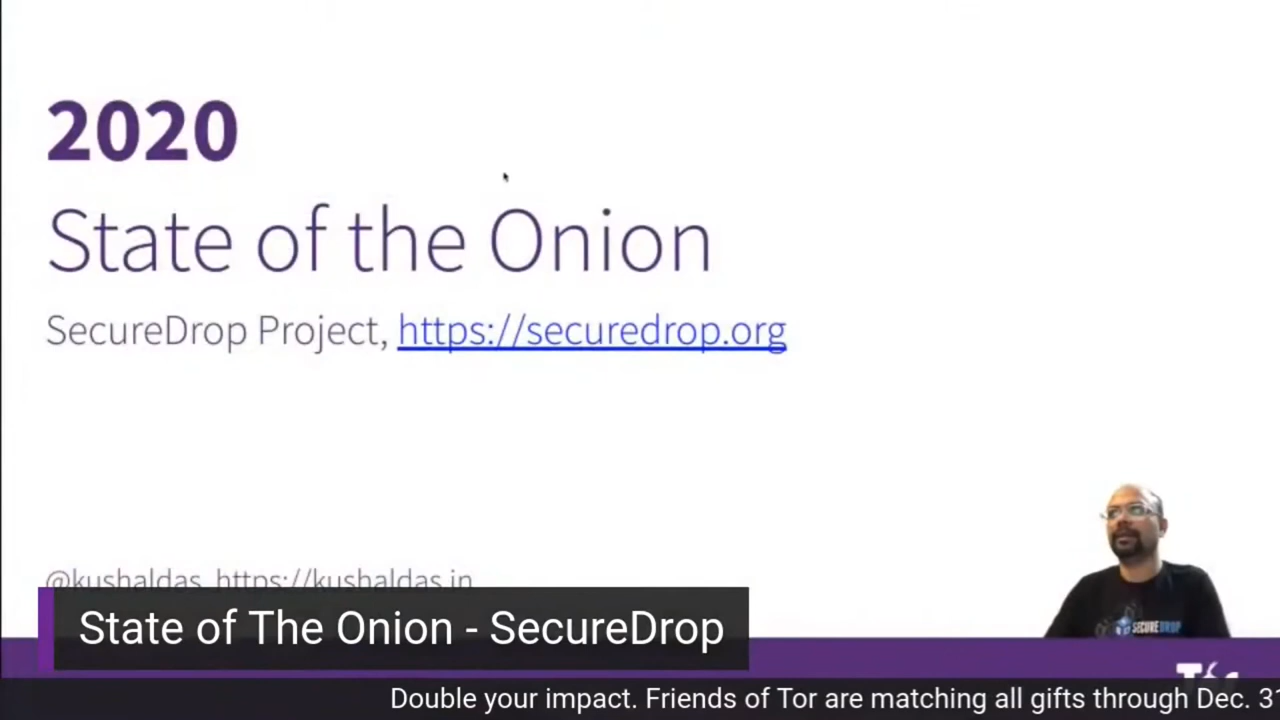 2020
State of the Onion
SecureDrop Project, https://securedrop.org
@kushaldas, https://kushaldas.in
State of The Onion - SecureDrop
SECUREDROP
Double your impact. Friends of Tor are matching all gifts through Dec. 31